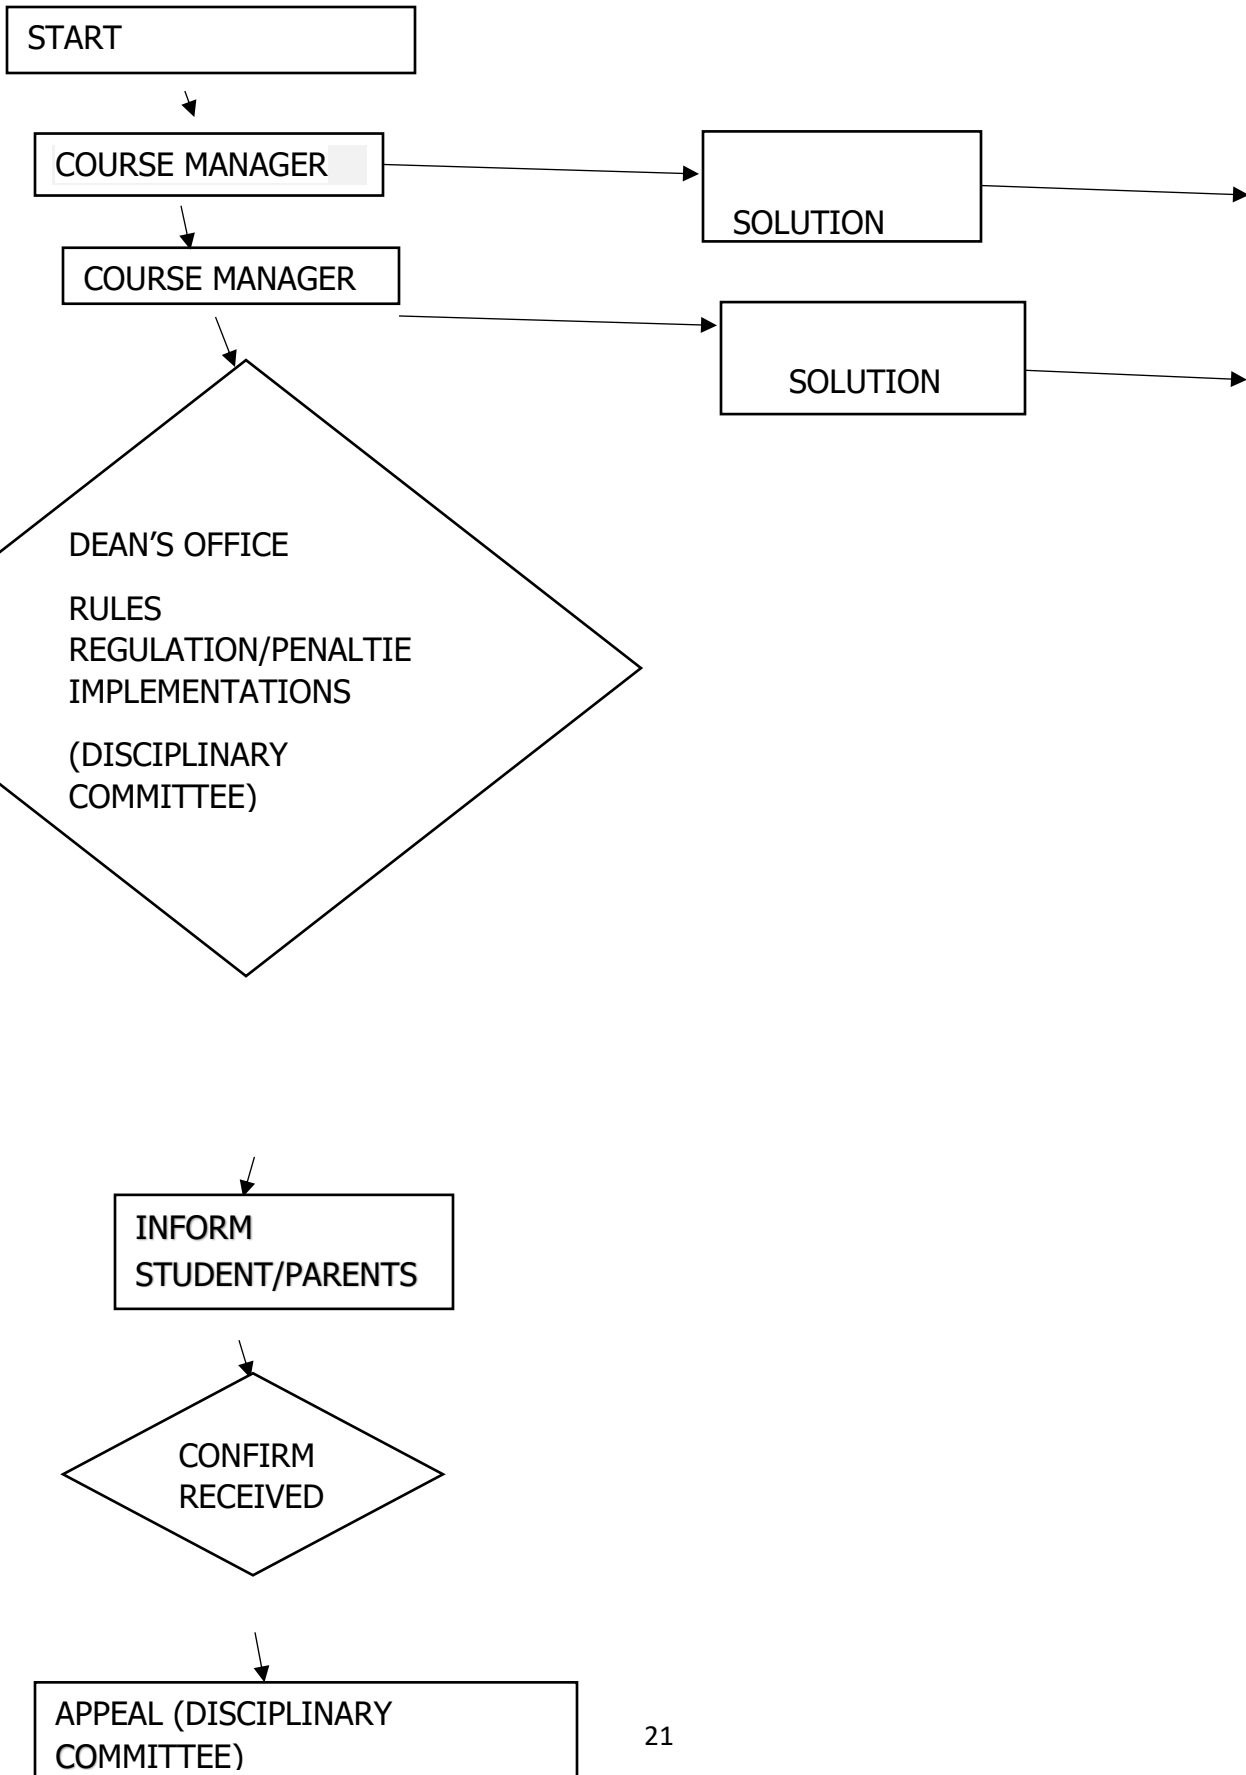 START
COURSE MANAGER
SOLUTION
COURSE MANAGER
SOLUTION
DEAN’S OFFICE
RULES
REGULATION/PENALTIE
IMPLEMENTATIONS
(DISCIPLINARY
COMMITTEE)
INFORM
STUDENT/PARENTS
CONFIRM
RECEIVED
APPEAL (DISCIPLINARY
COMMITTEE)
21